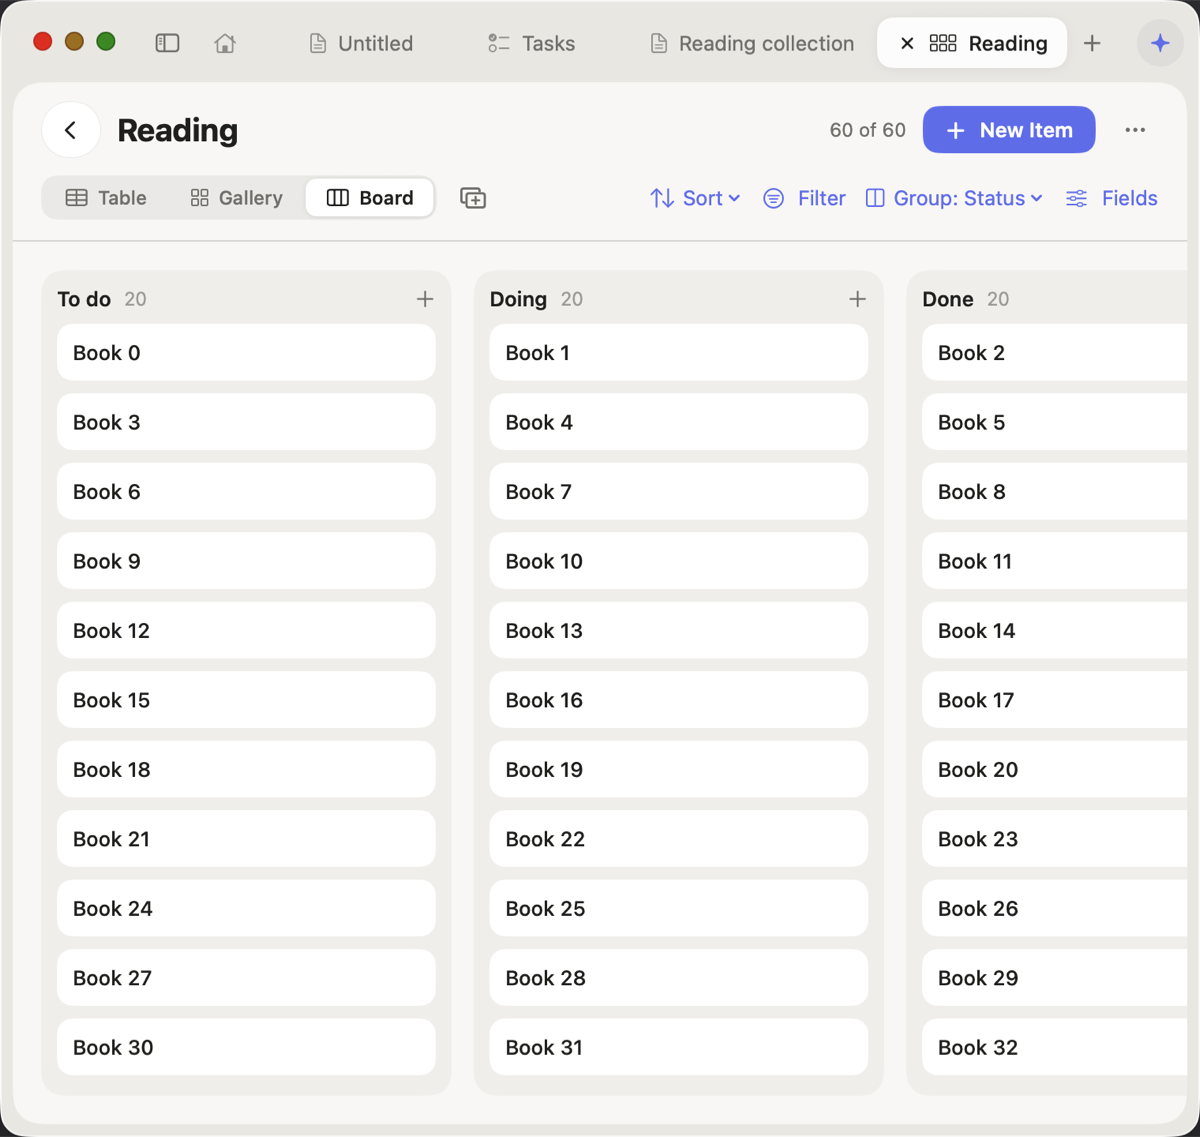 Untitled
Tasks
Reading collection
Reading
Reading
60 of 60
New Item
Table
Gallery
Board
Sort
Filter
Group: Status
Fields
To do 20
Book 0
Book 3
Book 6
Book 9
Book 12
Book 15
Book 18
Book 21
Book 24
Book 27
Book 30
Doing 20
Book 1
Book 4
Book 7
Book 10
Book 13
Book 16
Book 19
Book 22
Book 25
Book 28
Book 31
Done 20
Book 2
Book 5
Book 8
Book 11
Book 14
Book 17
Book 20
Book 23
Book 26
Book 29
Book 32